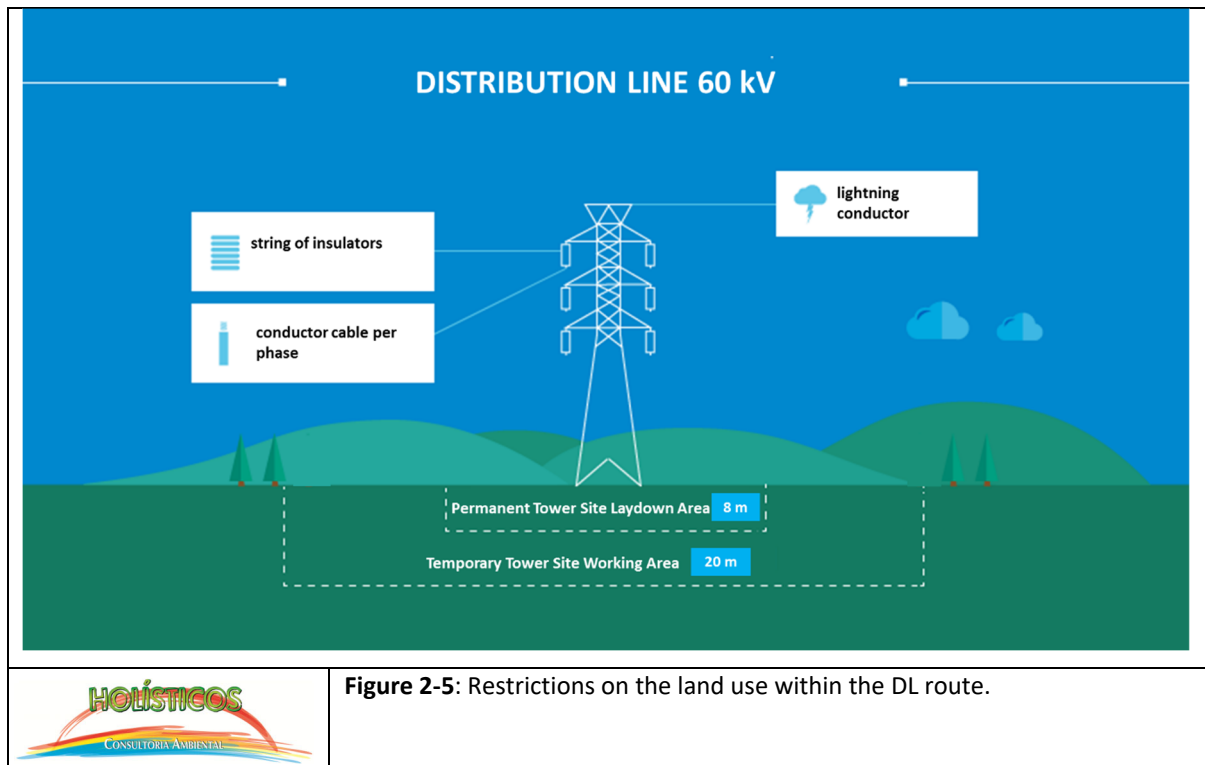 DISTRIBUTION LINE 60 kV
lightning
conductor
string of insulators
conductor cable per
phase
Permanent Tower Site Laydown Area 8 m
Temporary Tower Site Working Area 20 m
HOLÍSTICOS
CONSULTORIA AMBIENTAL
Figure 2-5: Restrictions on the land use within the DL route.